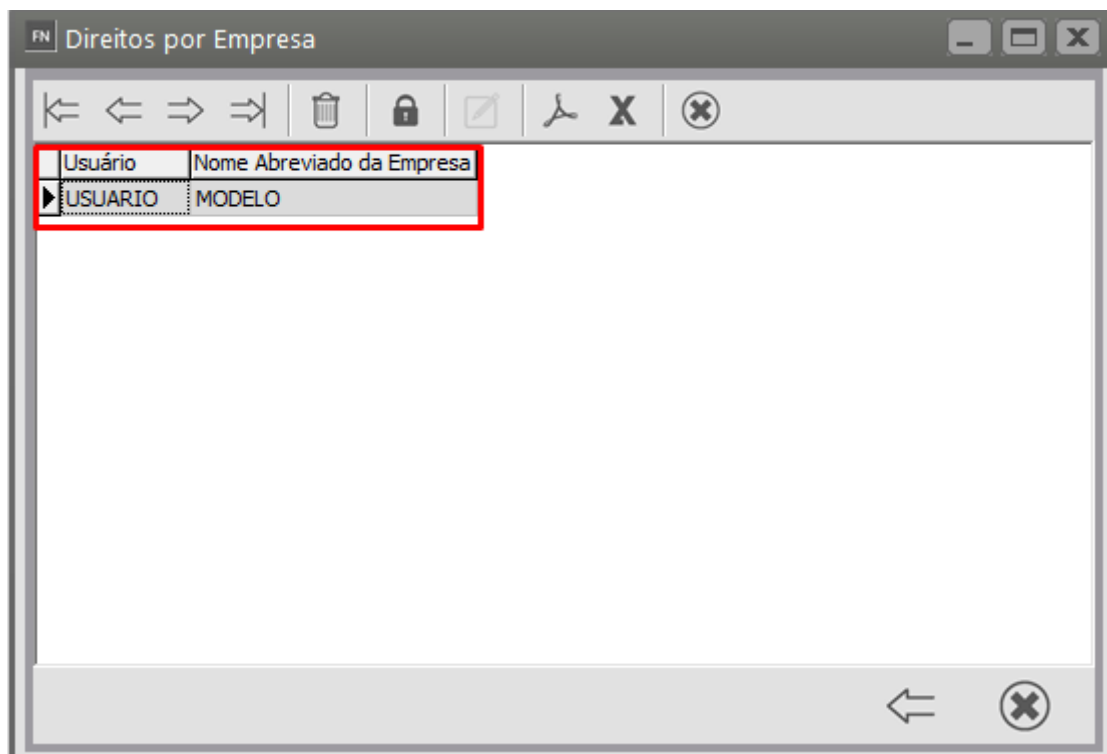 FN Direitos por Empresa
Usuário Nome Abreviado da Empresa
USUARIO MODELO